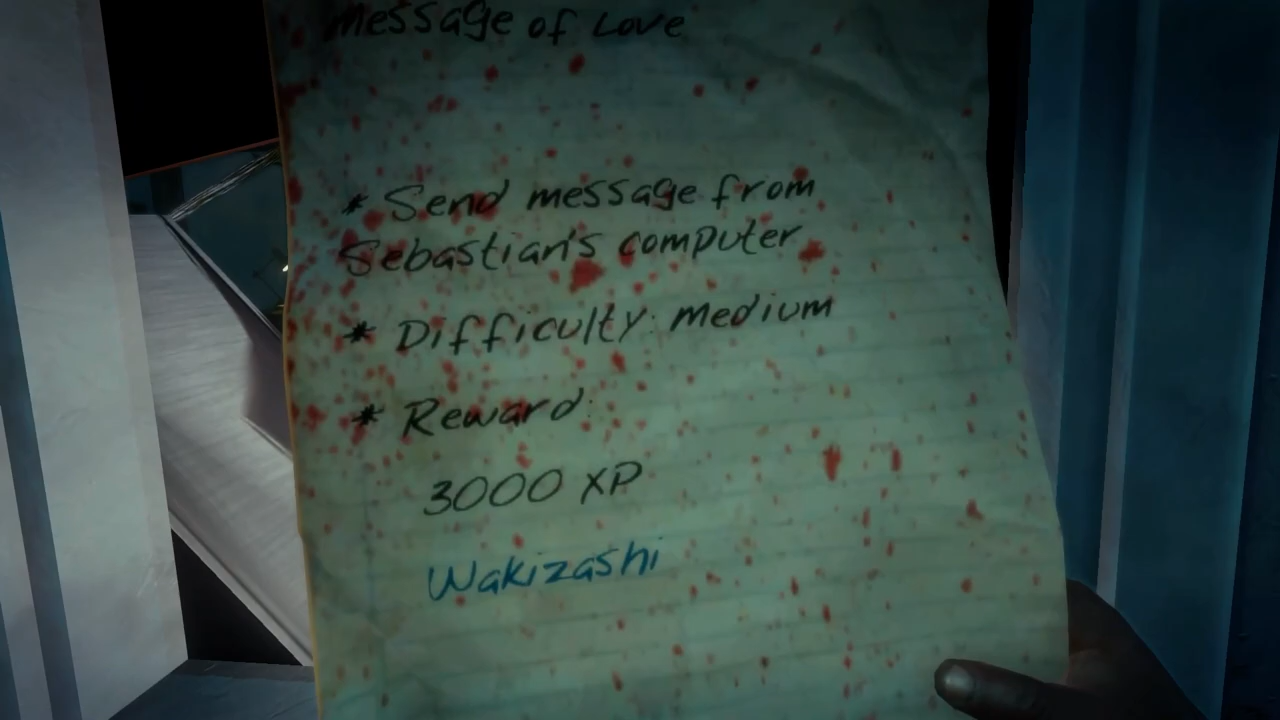 Message of Love
* Send message from
Sebastian's computer
* Difficulty: medium
* Reward:
3000 XP
Wakizashi